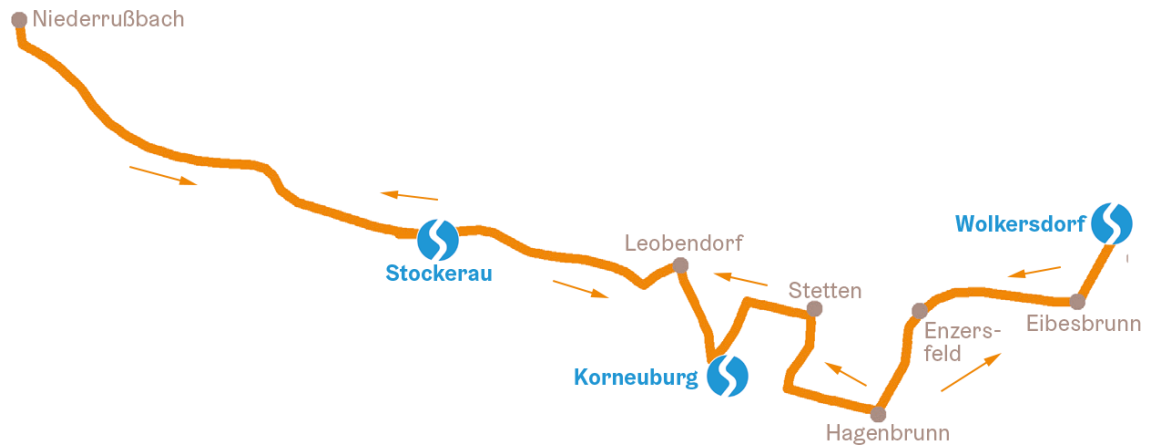 Niederrußbach
Stockerau
Leobendorf
Korneuburg
Stetten
Hagenbrunn
Enzers-
feld
Eibesbrunn
Wolkersdorf